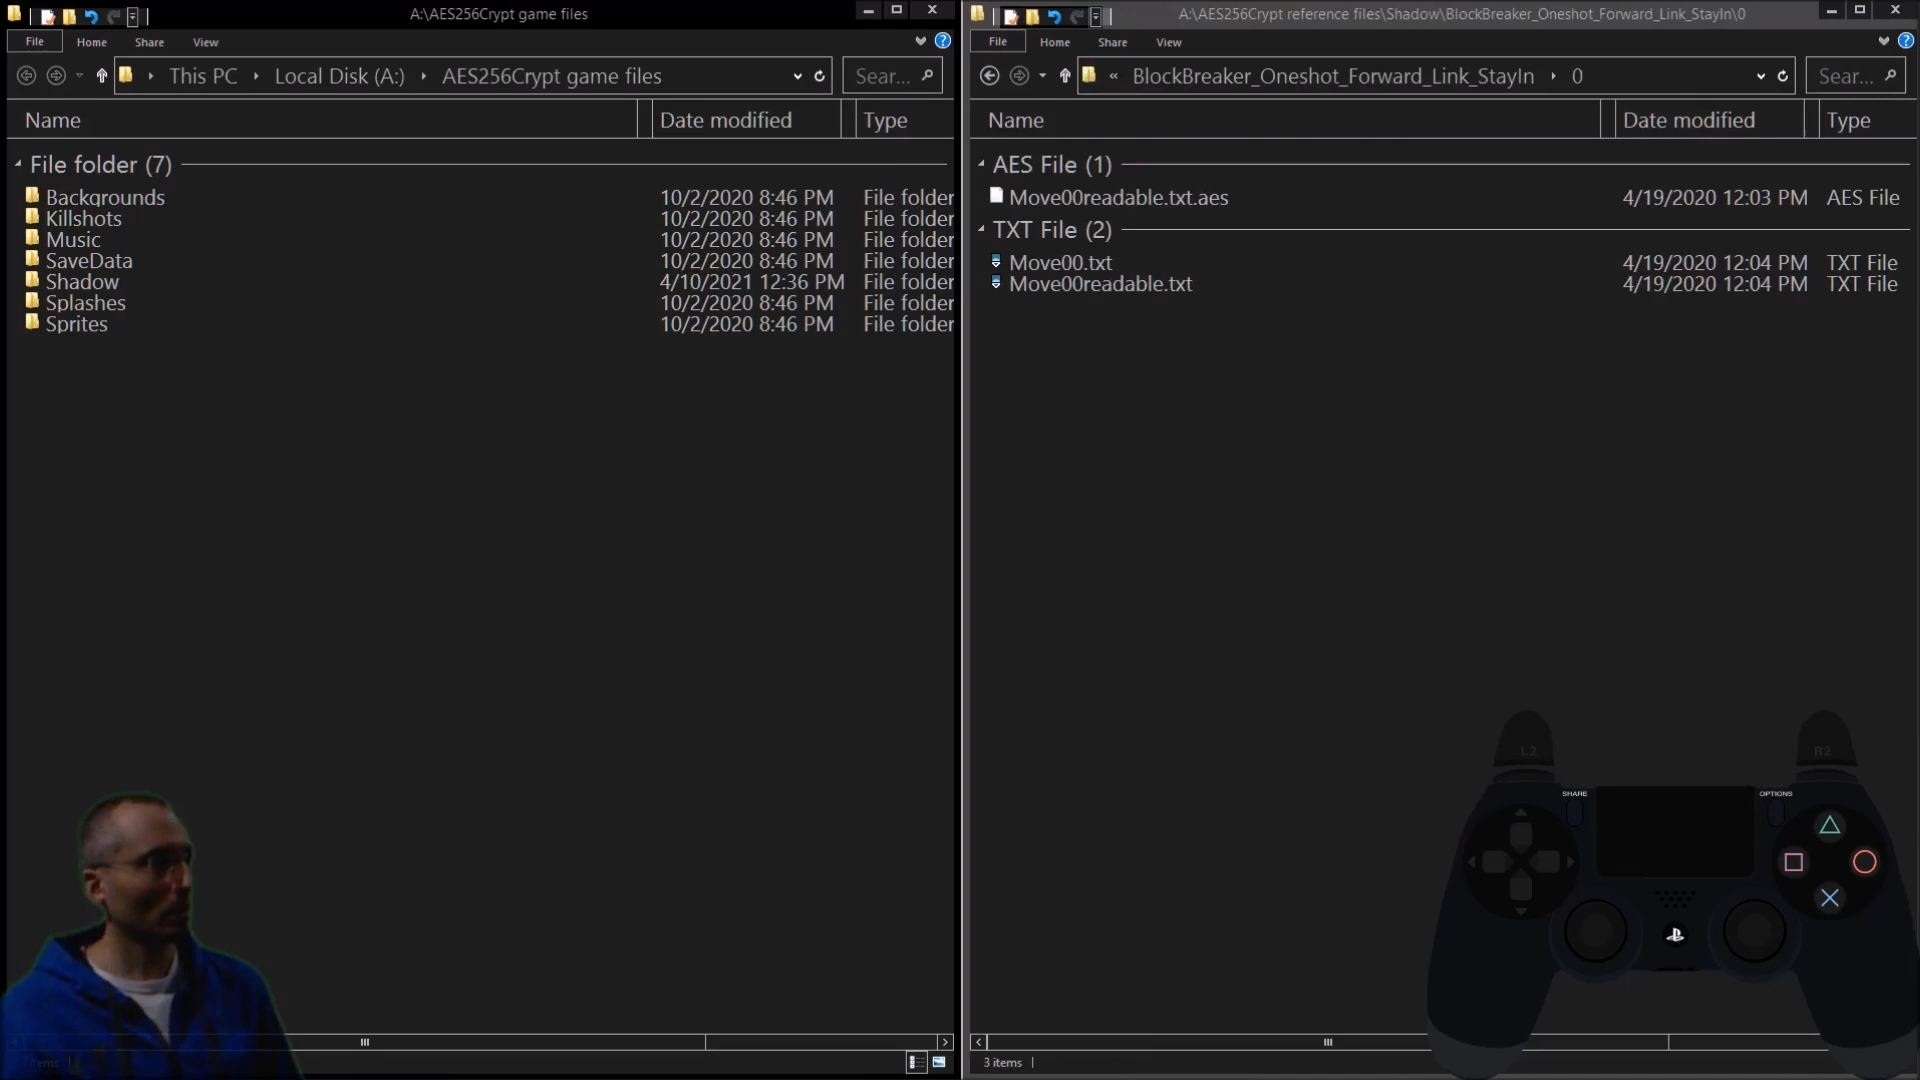 A:\AES256Crypt game files
File Home Share View
This PC Local Disk (A:) AES256Crypt game files Sear...
Name Date modified Type
File folder (7)
Backgrounds 10/2/2020 8:46 PM File folder
Killshots 10/2/2020 8:46 PM File folder
Music 10/2/2020 8:46 PM File folder
SaveData 10/2/2020 8:46 PM File folder
Shadow 4/10/2021 12:36 PM File folder
Splashes 10/2/2020 8:46 PM File folder
Sprites 10/2/2020 8:46 PM File folder
items
A:\AES256Crypt reference files\Shadow\BlockBreaker_Oneshot_Forward_Link_StayIn\0
File Home Share View
« BlockBreaker_Oneshot_Forward_Link_StayIn 0 Sear...
Name Date modified Type
AES File (1)
Move00readable.txt.aes 4/19/2020 12:03 PM AES File
TXT File (2)
Move00.txt 4/19/2020 12:04 PM TXT File
Move00readable.txt 4/19/2020 12:04 PM TXT File
L2 R2
SHARE OPTIONS
3 items